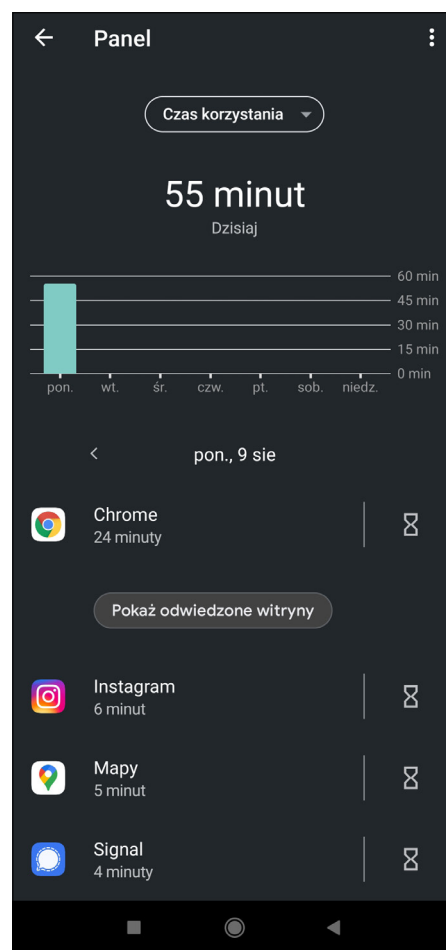 Panel
Czas korzystania
55 minut
Dzisiaj
60 min
45 min
30 min
15 min
0 min
pon. wt. śr. czw. pt. sob. niedz.
pon., 9 sie
Chrome
24 minuty
Pokaż odwiedzone witryny
Instagram
6 minut
Mapy
5 minut
Signal
4 minuty